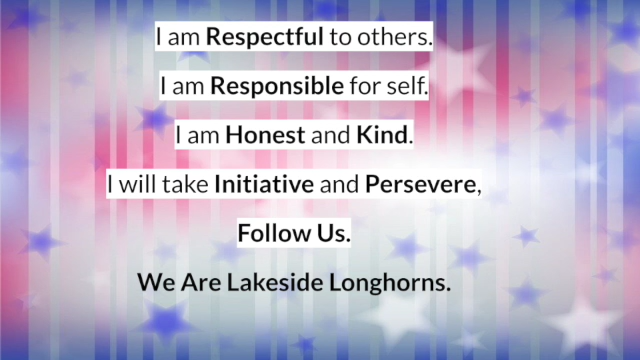 I am Respectful to others.
I am Responsible for self.
I am Honest and Kind.
I will take Initiative and Persevere,
Follow Us.
We Are Lakeside Longhorns.